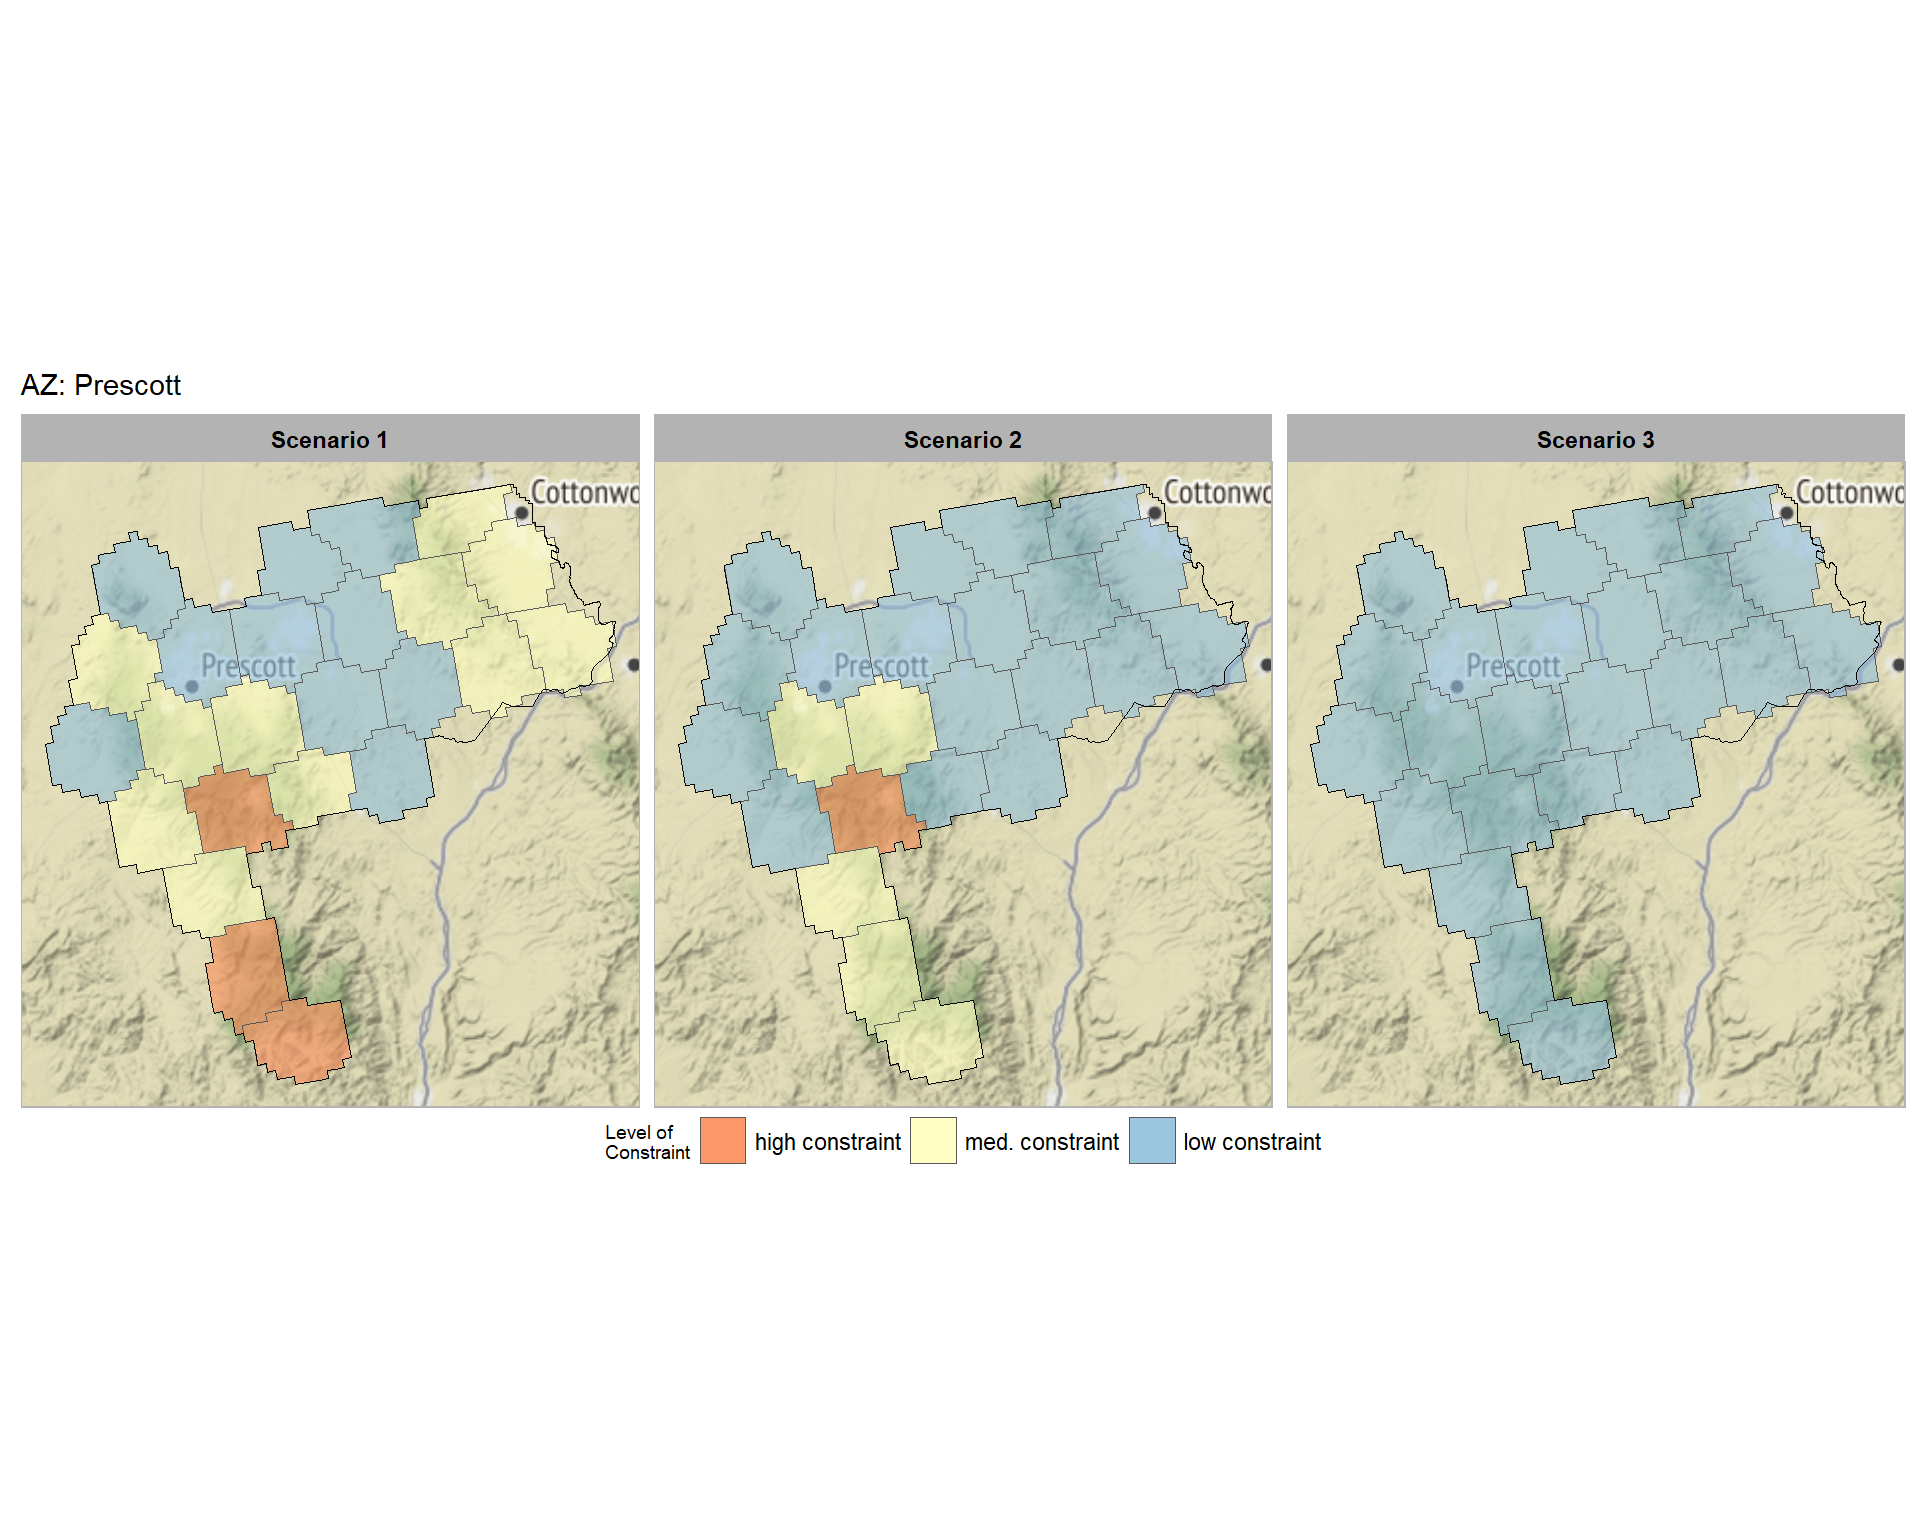 AZ: Prescott
Scenario 1
Scenario 2
Scenario 3
Cottonwo
Cottonwo
Cottonwo
Prescott
Prescott
Prescott
Level of
Constraint
high constraint
med. constraint
low constraint